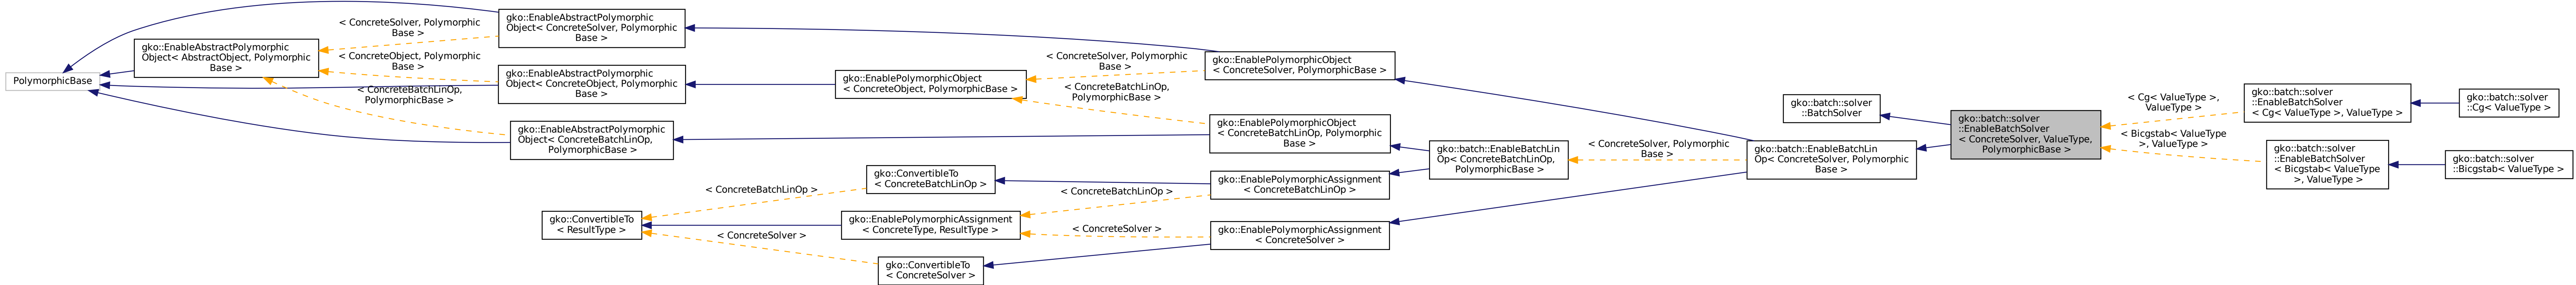 PolymorphicBase
gko::EnableAbstractPolymorphic
Object< AbstractObject, Polymorphic
Base >
< ConcreteSolver, Polymorphic
Base >
< ConcreteObject, Polymorphic
Base >
< ConcreteBatchLinOp,
PolymorphicBase >
gko::EnableAbstractPolymorphic
Object< ConcreteSolver, Polymorphic
Base >
gko::EnableAbstractPolymorphic
Object< ConcreteObject, Polymorphic
Base >
gko::EnableAbstractPolymorphic
Object< ConcreteBatchLinOp,
PolymorphicBase >
gko::ConvertibleTo
< ResultType >
< ConcreteBatchLinOp >
< ConcreteSolver >
gko::EnablePolymorphicObject
< ConcreteObject, PolymorphicBase >
gko::ConvertibleTo
< ConcreteBatchLinOp >
gko::EnablePolymorphicAssignment
< ConcreteType, ResultType >
gko::ConvertibleTo
< ConcreteSolver >
< ConcreteSolver, Polymorphic
Base >
< ConcreteBatchLinOp,
PolymorphicBase >
< ConcreteBatchLinOp >
< ConcreteSolver >
gko::EnablePolymorphicObject
< ConcreteSolver, PolymorphicBase >
gko::EnablePolymorphicObject
< ConcreteBatchLinOp, Polymorphic
Base >
gko::EnablePolymorphicAssignment
< ConcreteBatchLinOp >
gko::EnablePolymorphicAssignment
< ConcreteSolver >
gko::batch::EnableBatchLin
Op< ConcreteBatchLinOp,
PolymorphicBase >
< ConcreteSolver, Polymorphic
Base >
gko::batch::solver
::BatchSolver
gko::batch::EnableBatchLin
Op< ConcreteSolver, Polymorphic
Base >
gko::batch::solver
::EnableBatchSolver
< ConcreteSolver, ValueType,
PolymorphicBase >
< Cg< ValueType >,
ValueType >
< Bicgstab< ValueType
>, ValueType >
gko::batch::solver
::EnableBatchSolver
< Cg< ValueType >, ValueType >
gko::batch::solver
::EnableBatchSolver
< Bicgstab< ValueType
>, ValueType >
gko::batch::solver
::Cg< ValueType >
gko::batch::solver
::Bicgstab< ValueType >